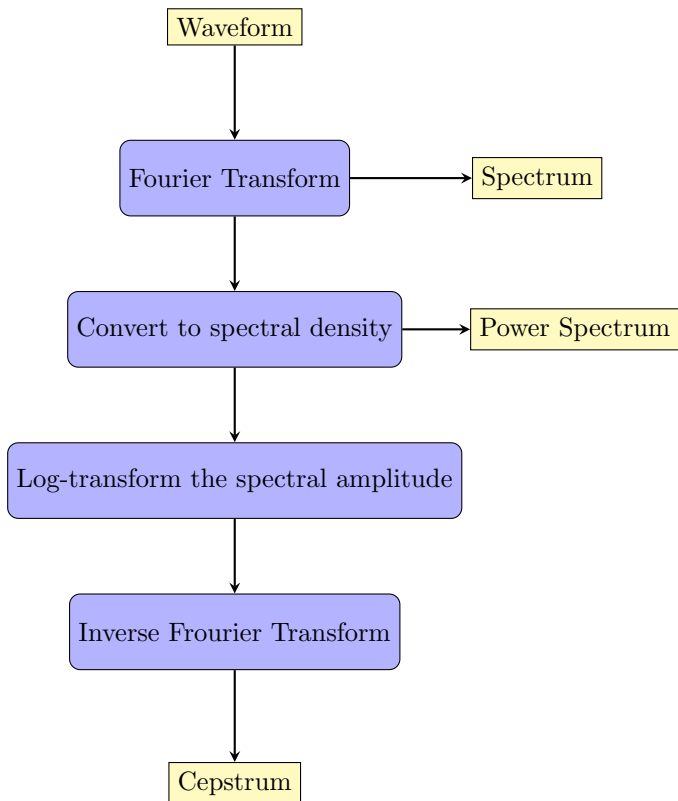 Waveform
Fourier Transform
Spectrum
Convert to spectral density
Power Spectrum
Log-transform the spectral amplitude
Inverse Frourier Transform
Cepstrum